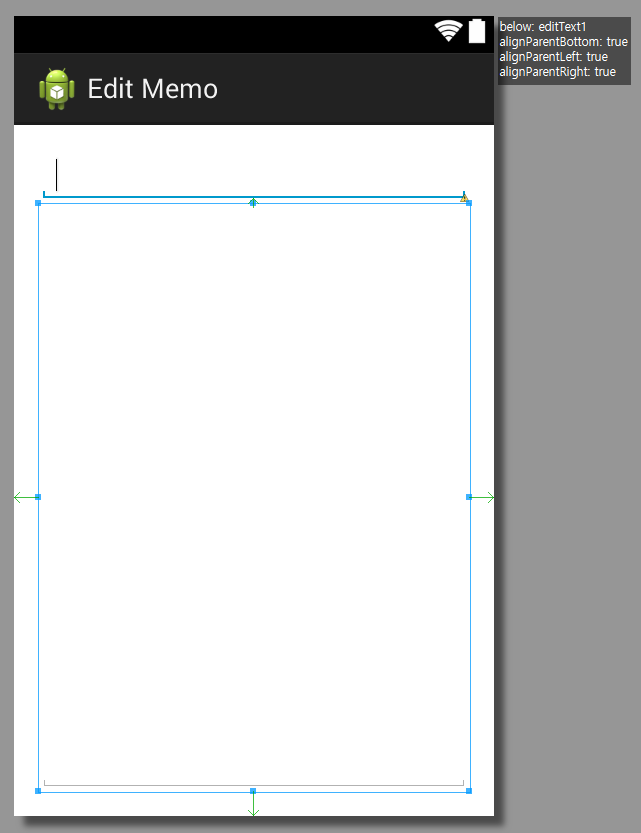 Edit Memo
below: editText1
alignParentBottom: true
alignParentLeft: true
alignParentRight: true